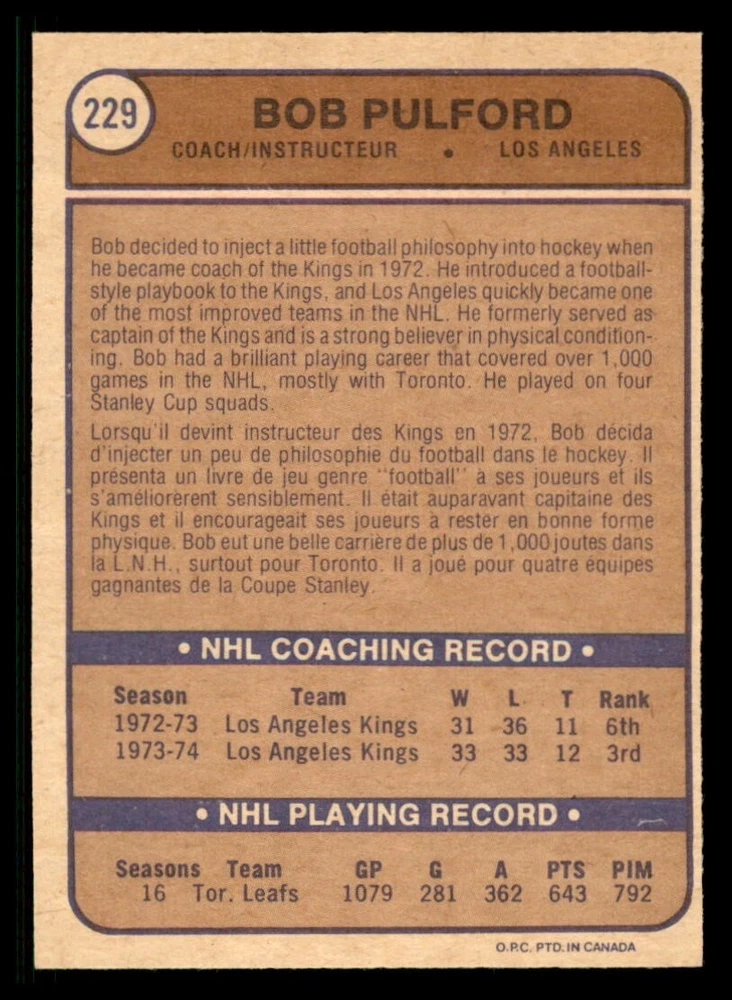 229
BOB PULFORD
COACH/INSTRUCTEUR • LOS ANGELES
Bob decided to inject a little football philosophy into hockey when
he became coach of the Kings in 1972. He introduced a football-
style playbook to the Kings, and Los Angeles quickly became one
of the most improved teams in the NHL. He formerly served as
captain of the Kings and is a strong believer in physical condition-
ing. Bob had a brilliant playing career that covered over 1,000
games in the NHL, mostly with Toronto. He played on four
Stanley Cup squads.
Lorsqu'il devint instructeur des Kings en 1972, Bob décida
d'injecter un peu de philosophie du football dans le hockey. Il
présenta un livre de jeu genre "football" à ses joueurs et ils
s'améliorèrent sensiblement. Il était auparavant capitaine des
Kings et il encourageait ses joueurs à rester en bonne forme
physique. Bob eut une belle carrière de plus de 1,000 joutes dans
la L.N.H., surtout pour Toronto. Il a joué pour quatre équipes
gagnantes de la Coupe Stanley.
• NHL COACHING RECORD •
Season Team W L T Rank
1972-73 Los Angeles Kings 31 36 11 6th
1973-74 Los Angeles Kings 33 33 12 3rd
• NHL PLAYING RECORD •
Seasons Team GP G A PTS PIM
16 Tor. Leafs 1079 281 362 643 792
O.P.C. PTD. IN CANADA